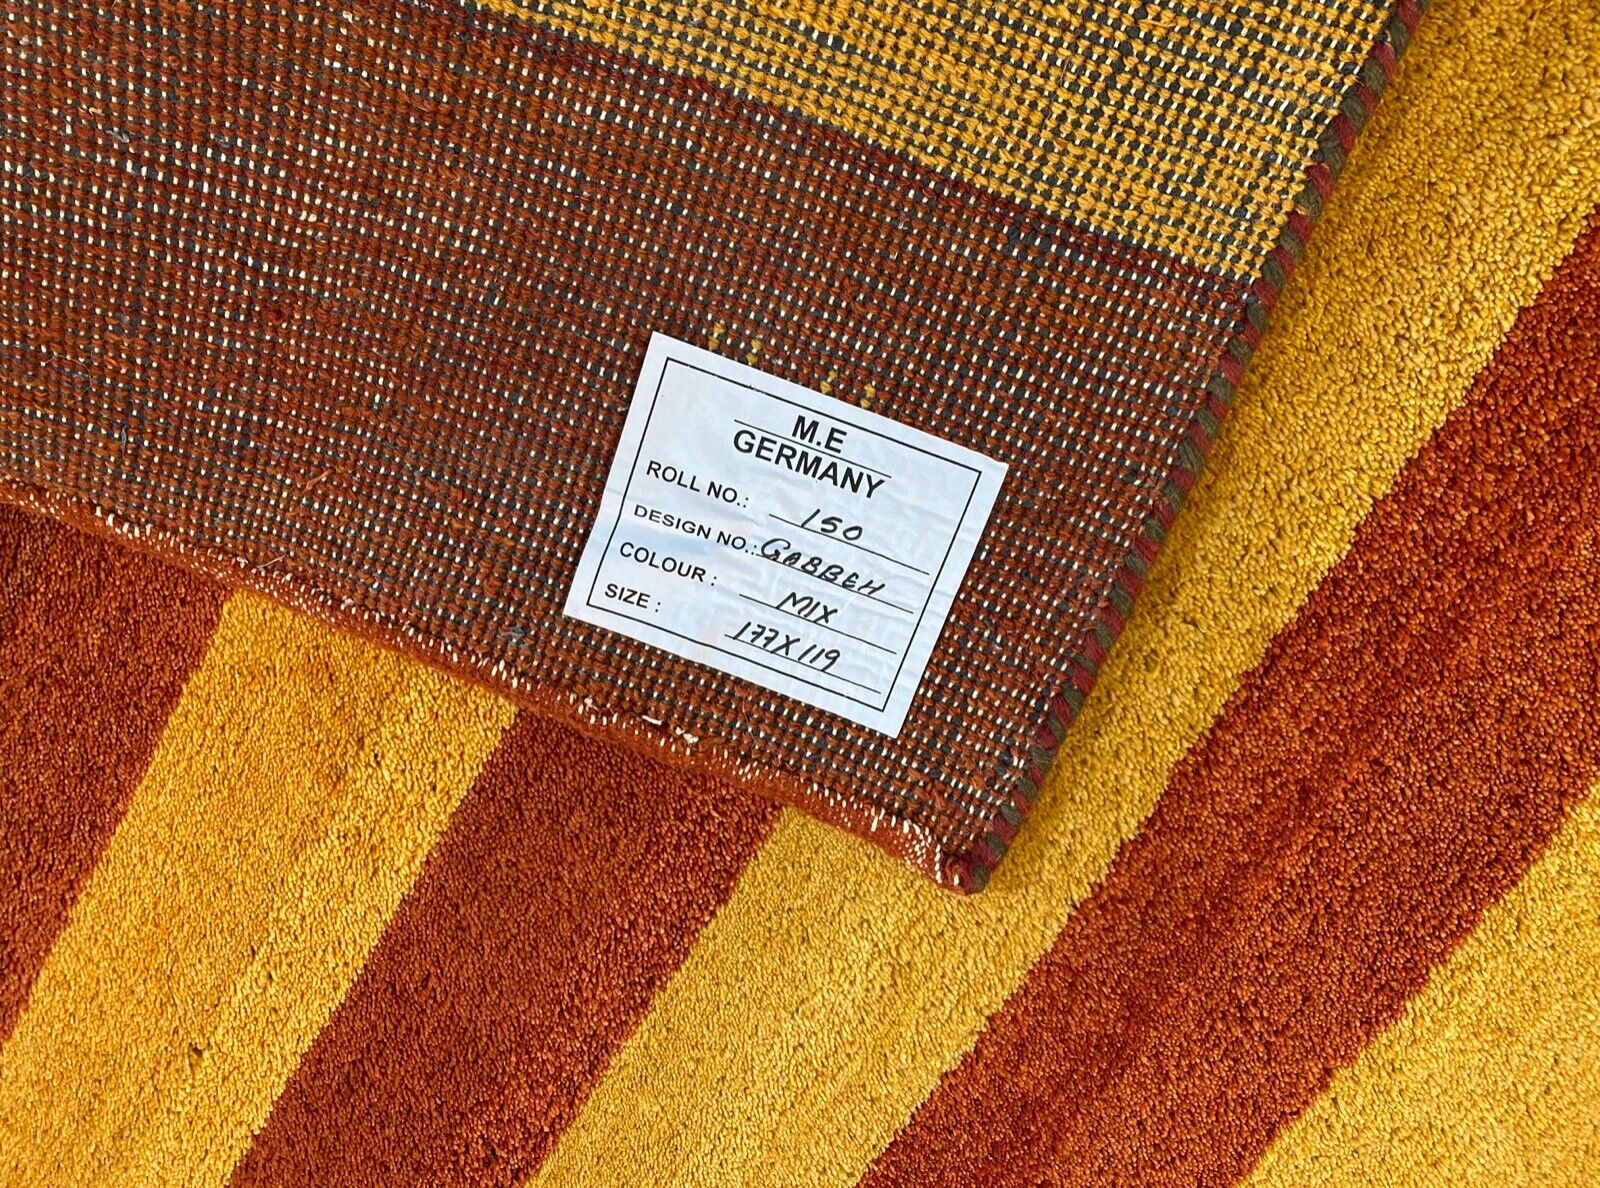 M.E
GERMANY
ROLL NO.: 150
DESIGN NO.: GABBEH
COLOUR : MIX
SIZE : 177X119